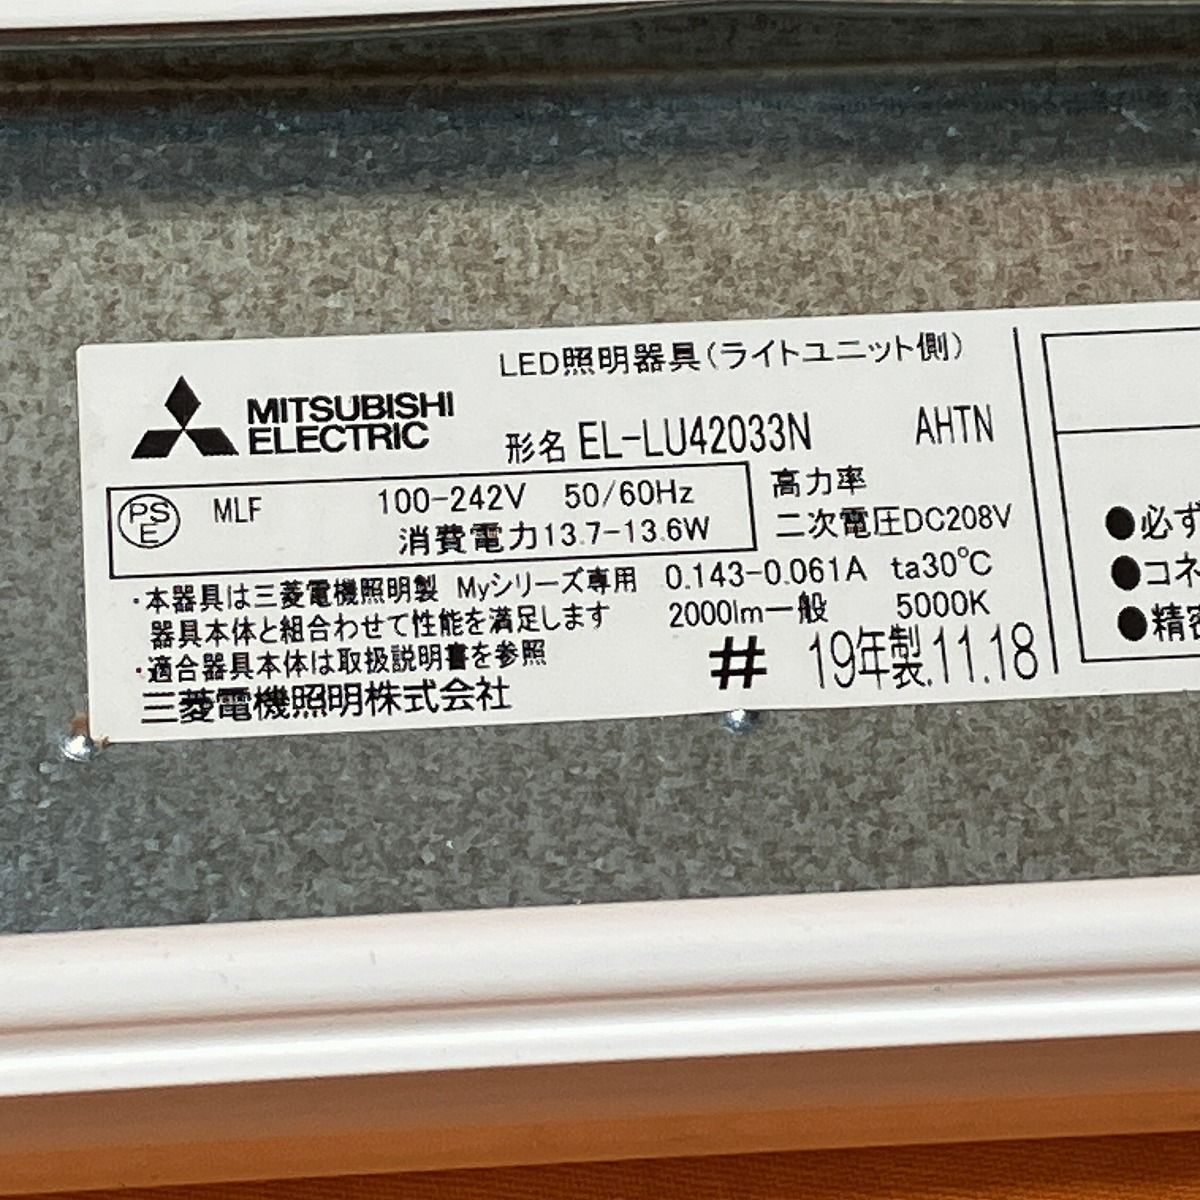 LED照明器具(ライトユニット側)
MITSUBISHI
ELECTRIC
形名 EL-LU42033N AHTN
PS
E
MLF 100-242V 50/60Hz
消費電力13.7-13.6W
高力率
二次電圧DC208V
・本器具は三菱電機照明製 Myシリーズ専用
器具本体と組合わせて性能を満足します
・適合器具本体は取扱説明書を参照
三菱電機照明株式会社
0.143-0.061A ta30℃
2000lm一般 5000K
# 19年製.11.18
●必ず
●コネ
●精密